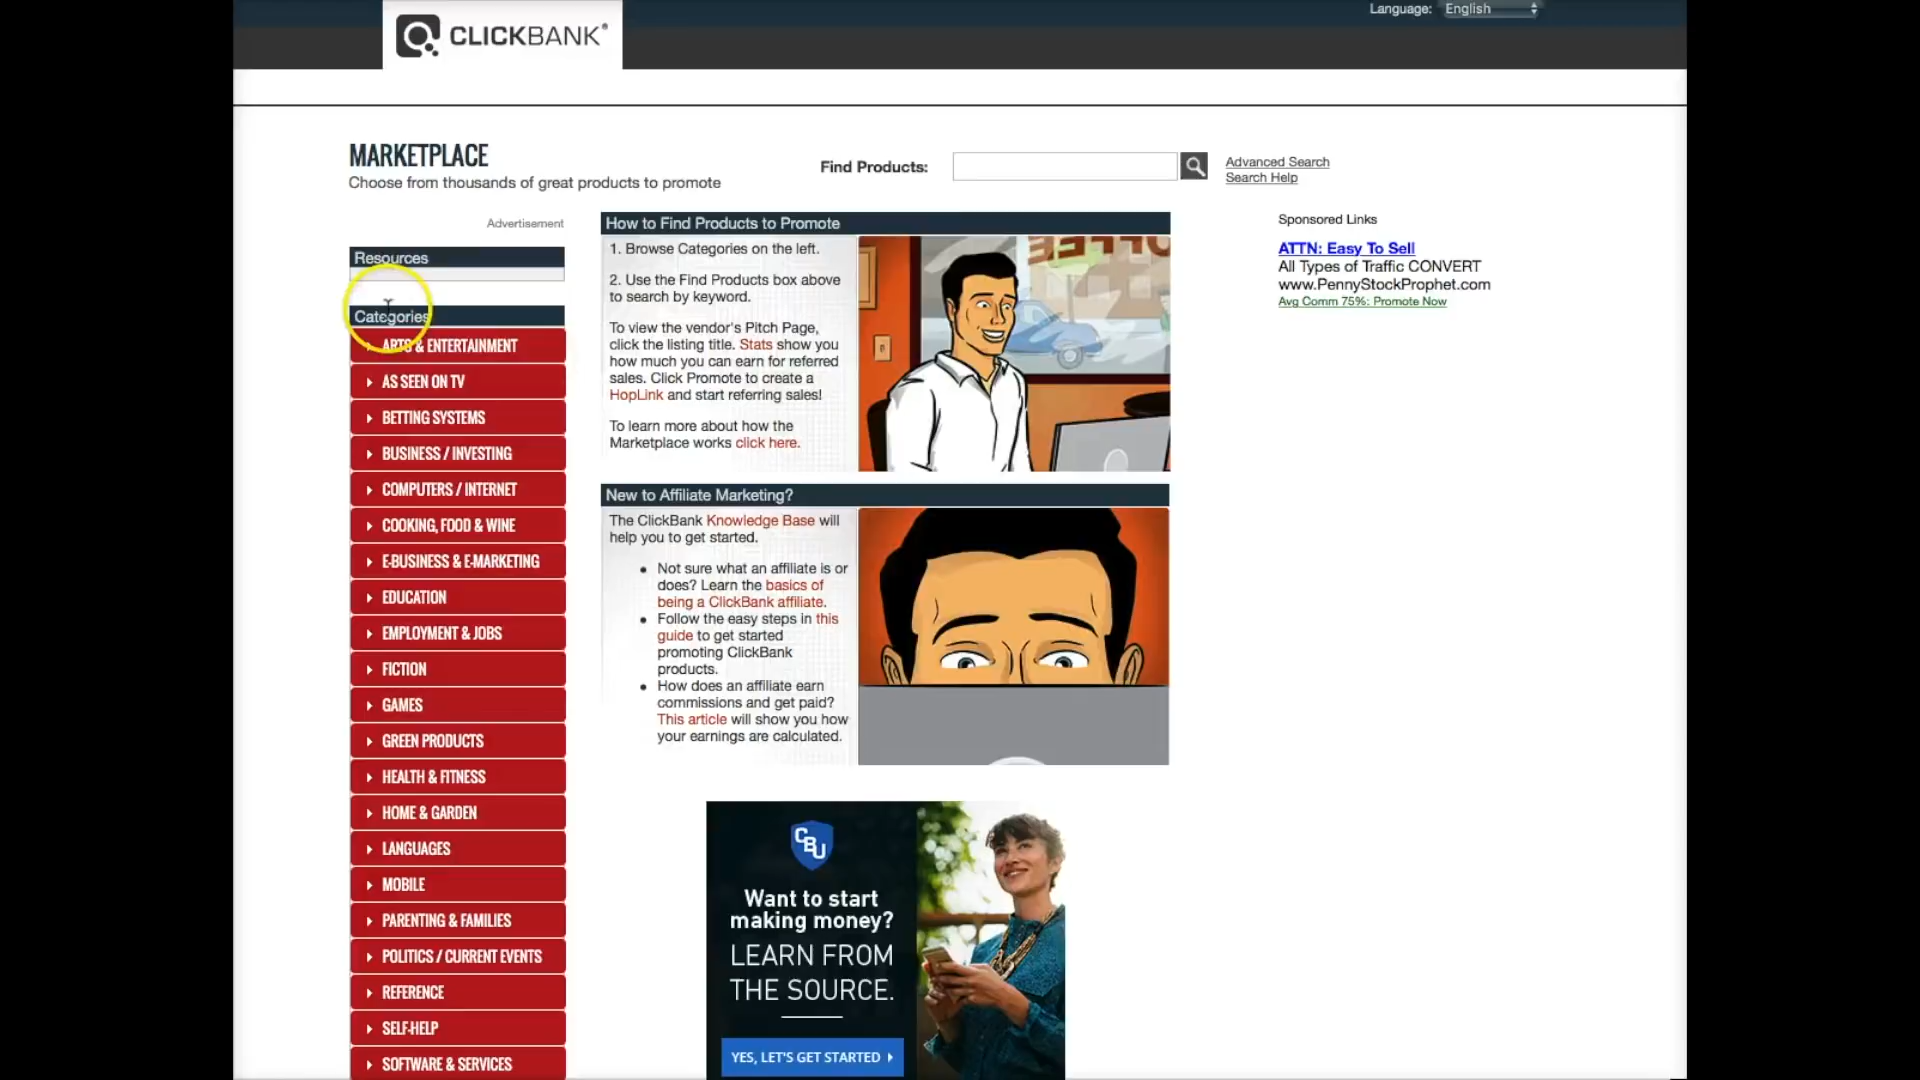 Language: English
CLICKBANK®
MARKETPLACE
Choose from thousands of great products to promote
Find Products:
Advanced Search
Search Help
Advertisement
Resources
Categories
ARTS & ENTERTAINMENT
AS SEEN ON TV
BETTING SYSTEMS
BUSINESS / INVESTING
COMPUTERS / INTERNET
COOKING, FOOD & WINE
E-BUSINESS & E-MARKETING
EDUCATION
EMPLOYMENT & JOBS
FICTION
GAMES
GREEN PRODUCTS
HEALTH & FITNESS
HOME & GARDEN
LANGUAGES
MOBILE
PARENTING & FAMILIES
POLITICS / CURRENT EVENTS
REFERENCE
SELF-HELP
SOFTWARE & SERVICES
How to Find Products to Promote
1. Browse Categories on the left.
2. Use the Find Products box above
to search by keyword.
To view the vendor's Pitch Page,
click the listing title. Stats show you
how much you can earn for referred
sales. Click Promote to create a
HopLink and start referring sales!
To learn more about how the
Marketplace works click here.
New to Affiliate Marketing?
The ClickBank Knowledge Base will
help you to get started.
Not sure what an affiliate is or
does? Learn the basics of
being a ClickBank affiliate.
Follow the easy steps in this
guide to get started
promoting ClickBank
products.
How does an affiliate earn
commissions and get paid?
This article will show you how
your earnings are calculated.
CBU
Want to start
making money?
LEARN FROM
THE SOURCE.
YES, LET'S GET STARTED
Sponsored Links
ATTN: Easy To Sell
All Types of Traffic CONVERT
www.PennyStockProphet.com
Avg Comm 75%: Promote Now